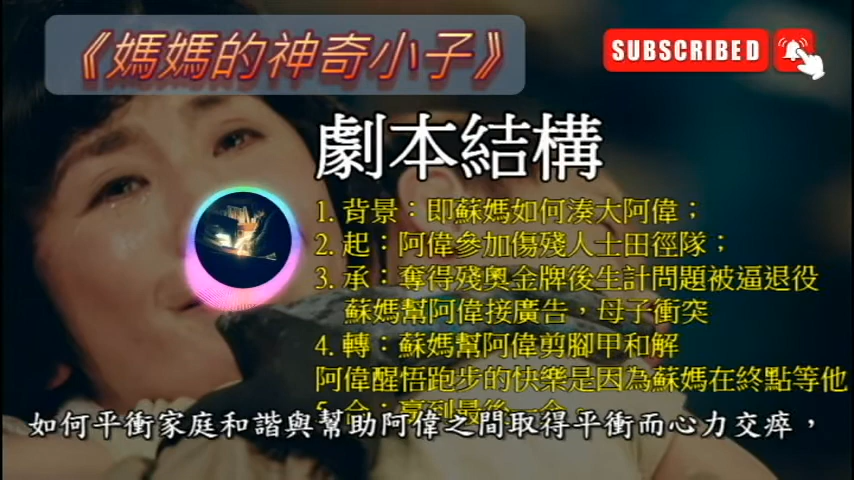 《媽媽的神奇小子》
SUBSCRIBED
劇本結構
1. 背景：即蘇媽如何湊大阿偉；
2. 起：阿偉參加傷殘人士田徑隊；
3. 承：奪得殘奧金牌後生計問題被逼退役
蘇媽幫阿偉接廣告，母子衝突
4. 轉：蘇媽幫阿偉剪腳甲和解
阿偉醒悟跑步的快樂是因為蘇媽在終點等他
5. 合：
如何平衡家庭和諧與幫助阿偉之間取得平衡而心力交瘁，